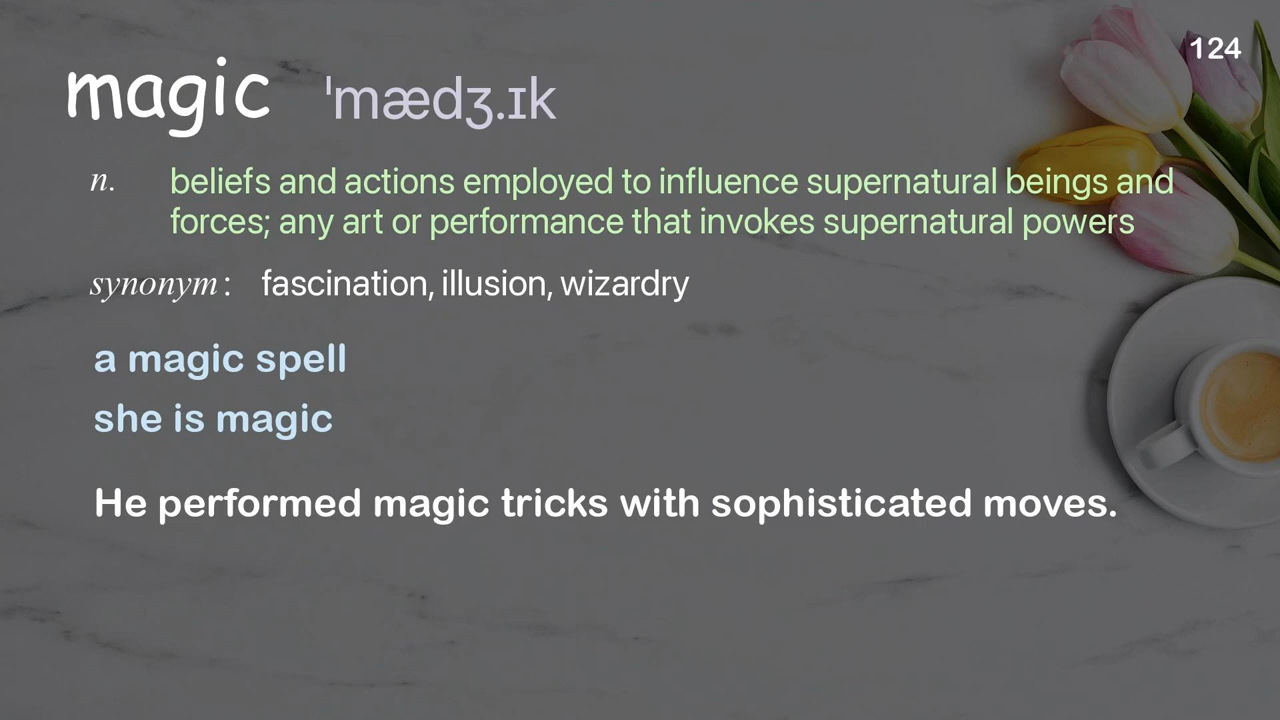 124
magic ˈmædʒ.ɪk
n. beliefs and actions employed to influence supernatural beings and
forces; any art or performance that invokes supernatural powers
synonym: fascination, illusion, wizardry
a magic spell
she is magic
He performed magic tricks with sophisticated moves.